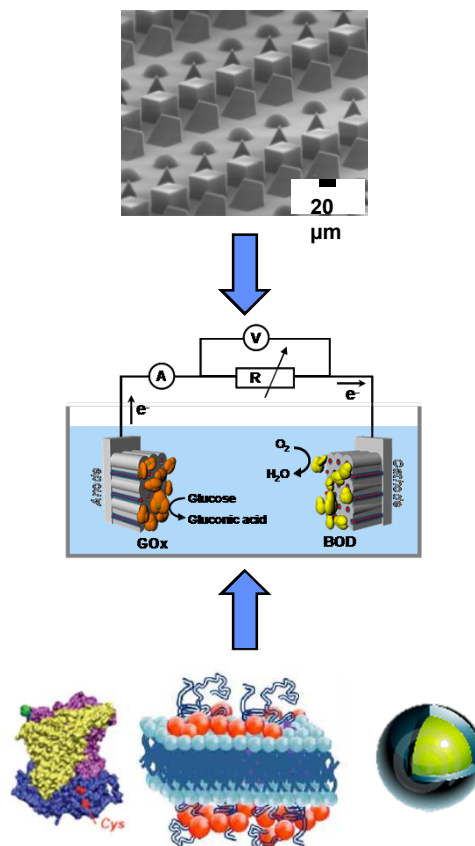 20
µm
V
A
R
e-
e-
Anode
O2
H2O
Cathode
Glucose
Gluconic acid
GOx
BOD
Cys